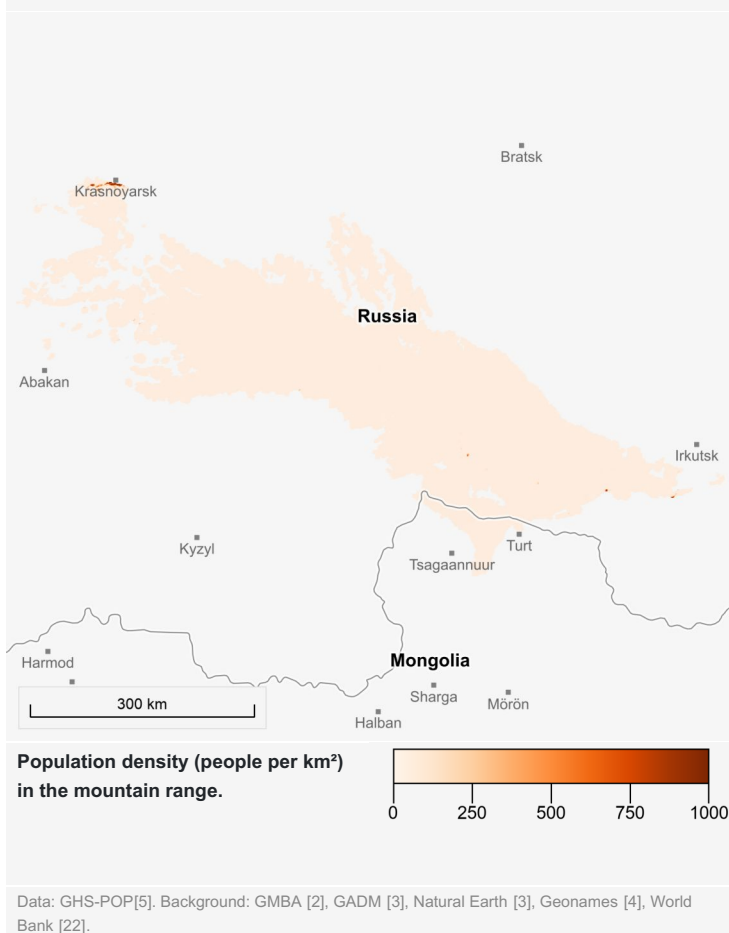 Bratsk
Krasnoyarsk
Russia
Abakan
Irkutsk
Kyzyl
Turt
Tsagaannuur
Harmod
Mongolia
Sharga
Mörön
300 km
Halban
Population density (people per km²)
in the mountain range.
0 250 500 750 1000
Data: GHS-POP[5]. Background: GMBA [2], GADM [3], Natural Earth [3], Geonames [4], World
Bank [22].